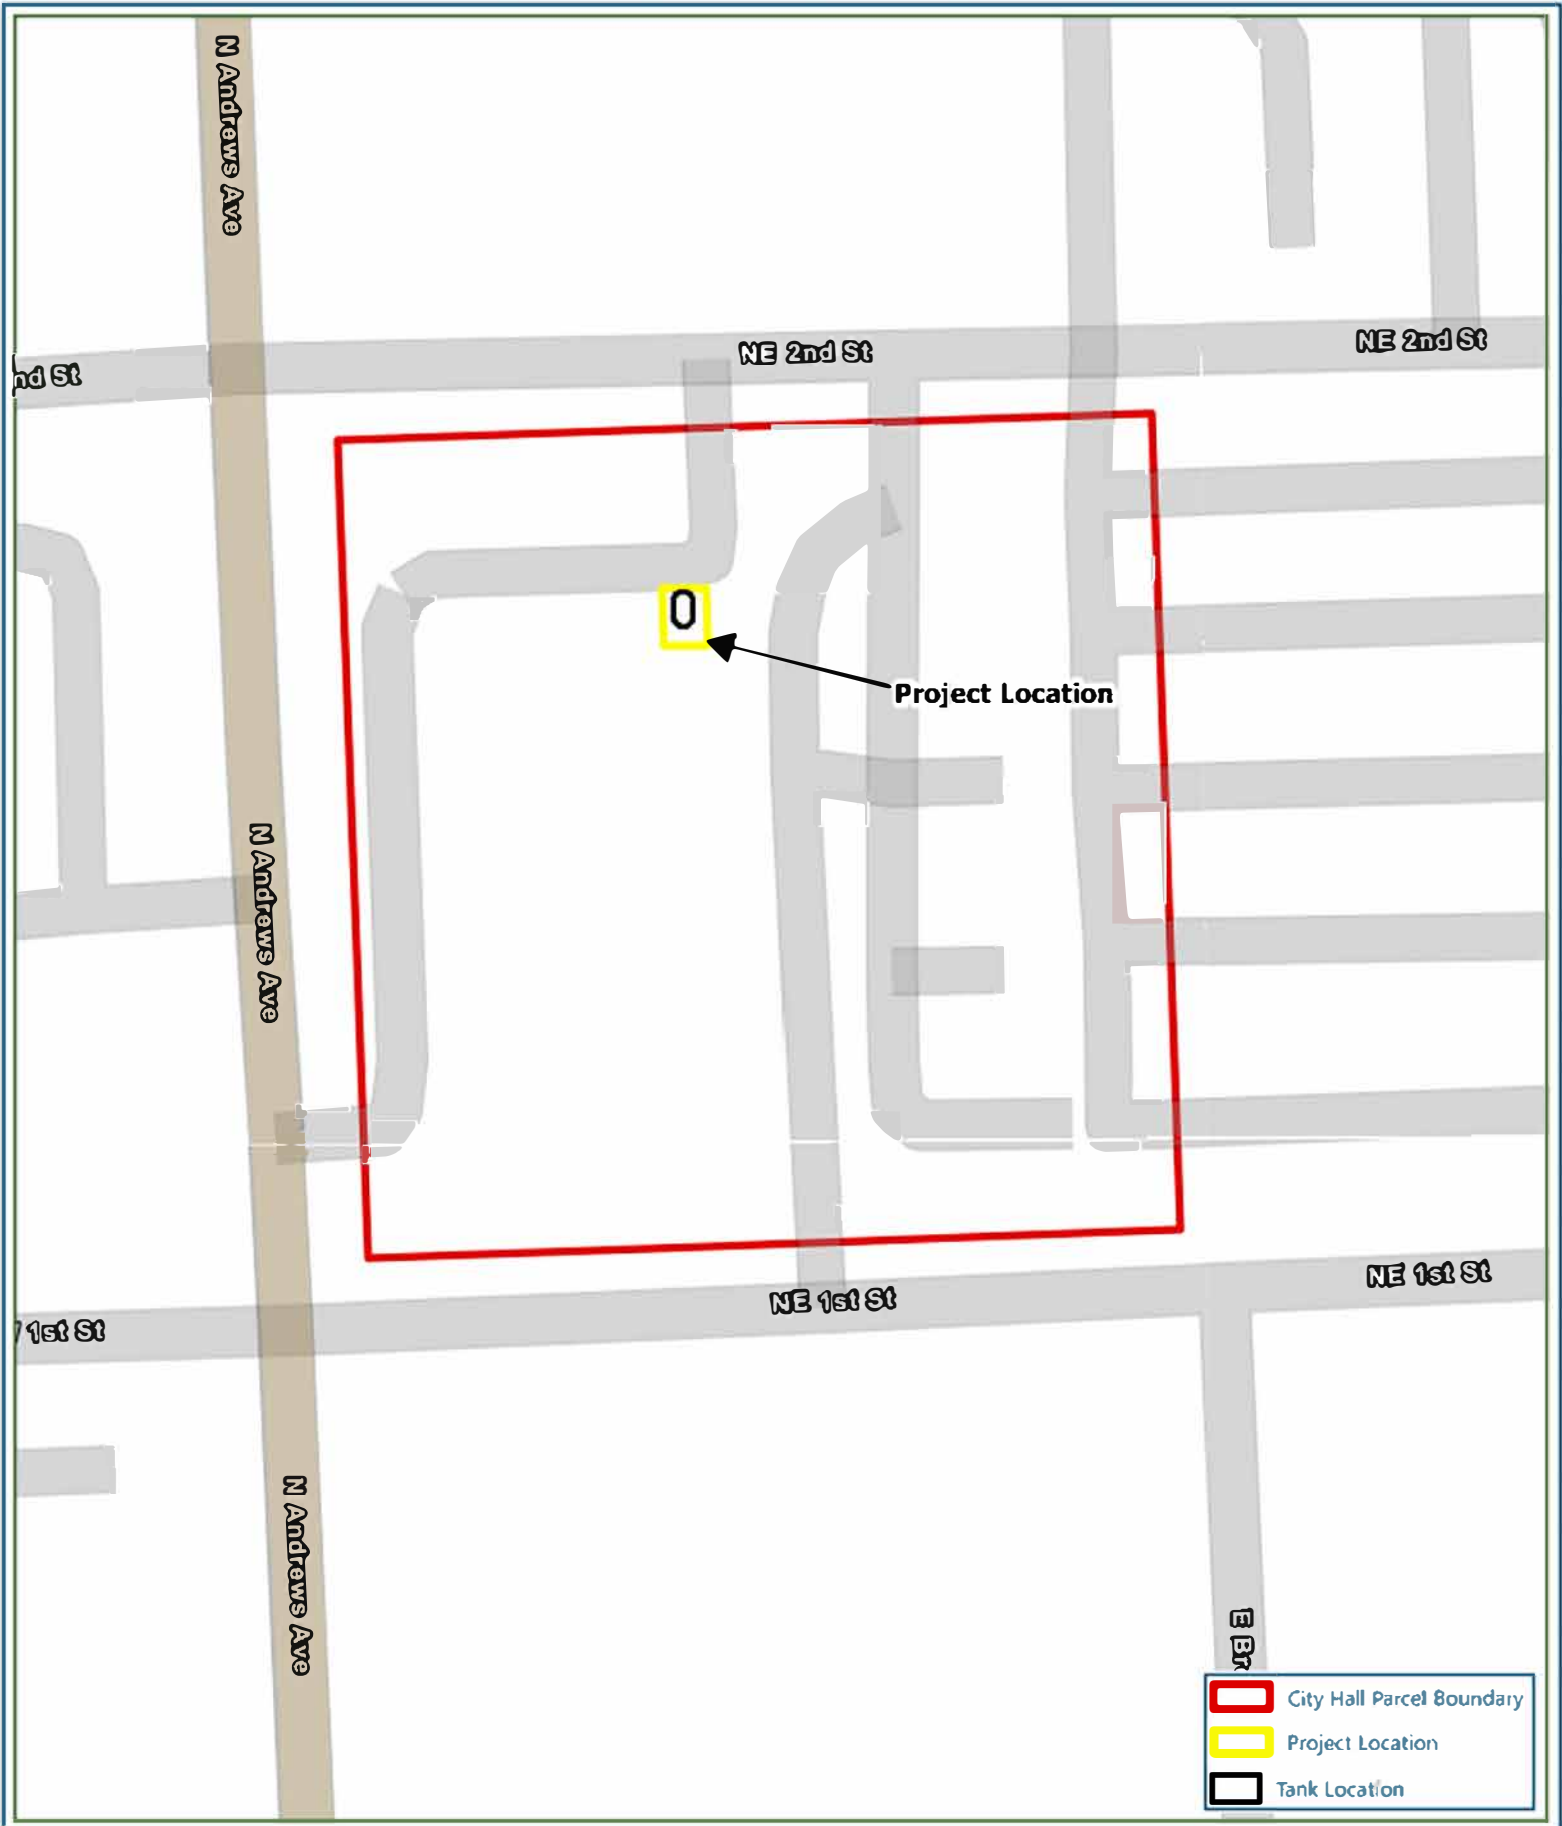 N Andrews Ave
NE 2nd St
NE 2nd St
nd St
Project Location
N Andrews Ave
NE 1st St
NE 1st St
1st St
N Andrews Ave
E Br
City Hall Parcel Boundary
Project Location
Tank Location